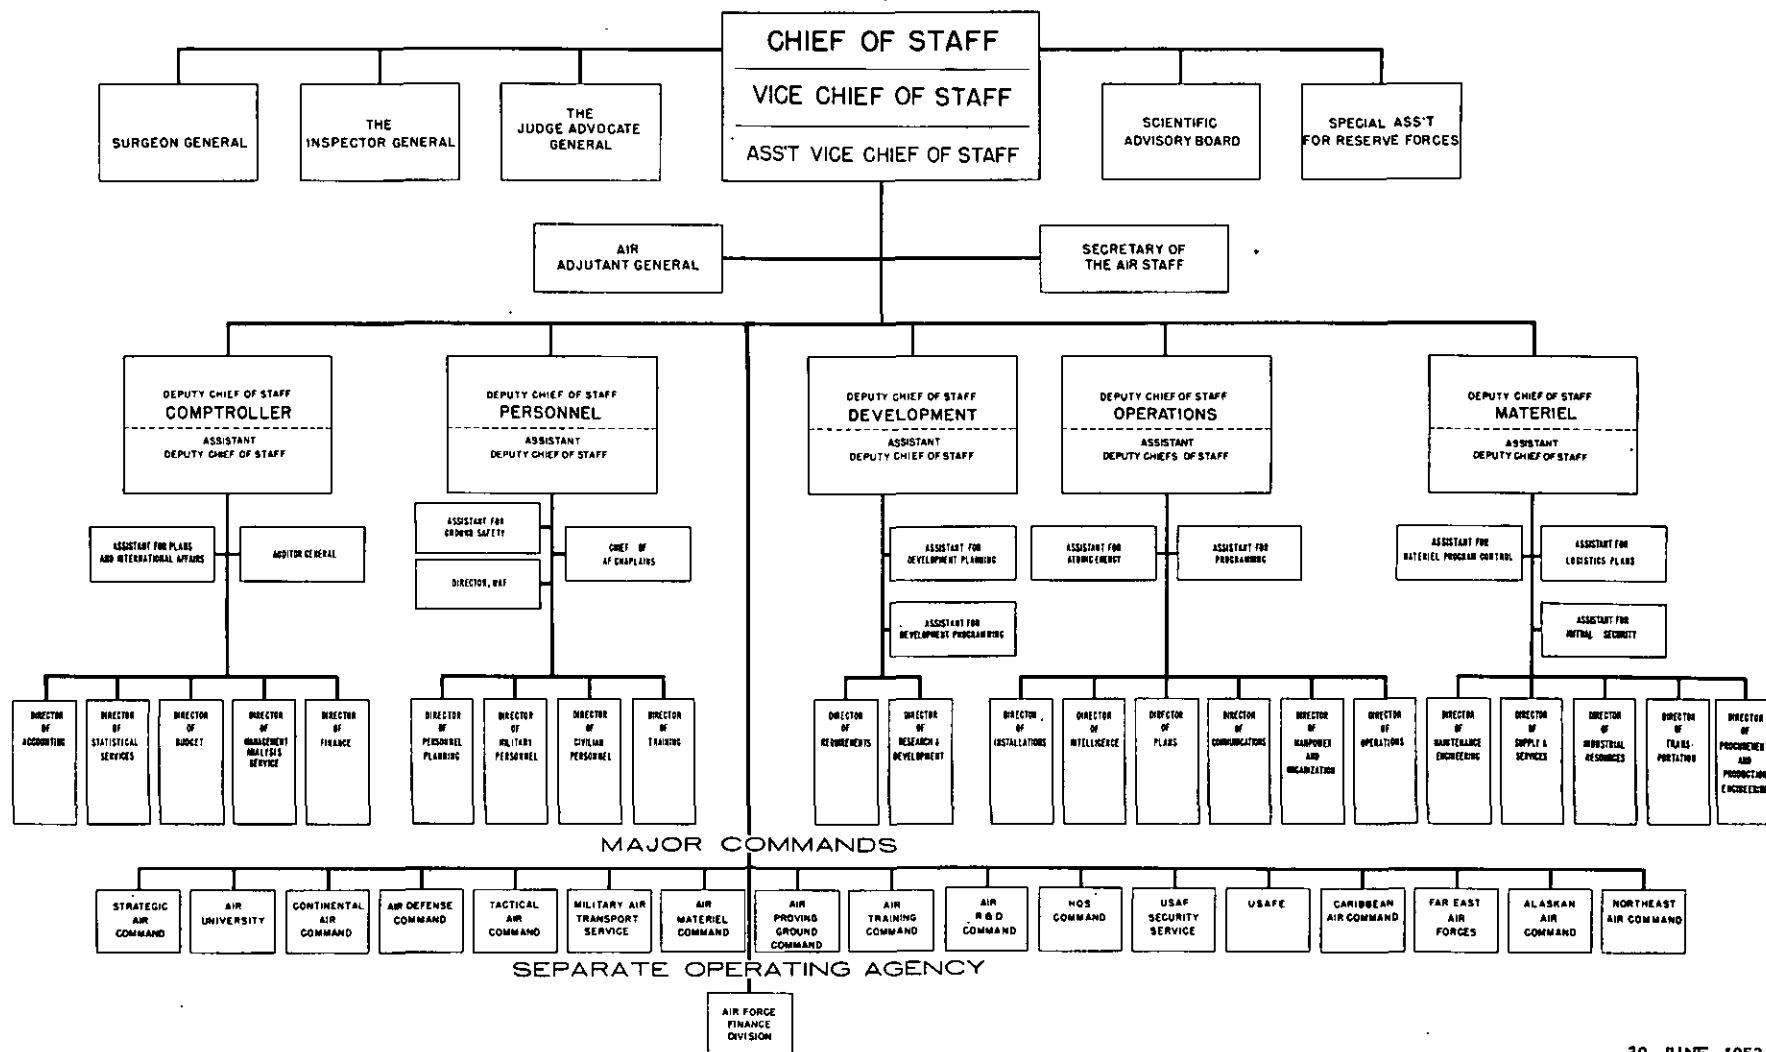 CHIEF OF STAFF
VICE CHIEF OF STAFF
ASS'T VICE CHIEF OF STAFF
SURGEON GENERAL
THE
INSPECTOR GENERAL
THE
JUDGE ADVOCATE
GENERAL
SCIENTIFIC
ADVISORY BOARD
SPECIAL ASS'T
FOR RESERVE FORCES
AIR
ADJUTANT GENERAL
SECRETARY OF
THE AIR STAFF
DEPUTY CHIEF OF STAFF
COMPTROLLER
ASSISTANT
DEPUTY CHIEF OF STAFF
DEPUTY CHIEF OF STAFF
PERSONNEL
ASSISTANT
DEPUTY CHIEF OF STAFF
DEPUTY CHIEF OF STAFF
DEVELOPMENT
ASSISTANT
DEPUTY CHIEF OF STAFF
DEPUTY CHIEF OF STAFF
OPERATIONS
ASSISTANT
DEPUTY CHIEFS OF STAFF
DEPUTY CHIEF OF STAFF
MATERIEL
ASSISTANT
DEPUTY CHIEF OF STAFF
ASSISTANT FOR PLANS
AND INTERNATIONAL AFFAIRS
AUDITOR GENERAL
ASSISTANT FOR
GROUND SAFETY
CHIEF OF
AF CHAPLAINS
DIRECTOR, WAF
ASSISTANT FOR
DEVELOPMENT PLANNING
ASSISTANT FOR
DEVELOPMENT PROGRAMMING
ASSISTANT FOR
ATOMIC ENERGY
ASSISTANT FOR
PROGRAMMING
ASSISTANT FOR
MATERIEL PROGRAM CONTROL
ASSISTANT FOR
LOGISTICS PLANS
ASSISTANT FOR
MUTUAL SECURITY
DIRECTOR
OF
ACCOUNTING
DIRECTOR
OF
STATISTICAL
SERVICES
DIRECTOR
OF
BUDGET
DIRECTOR
OF
MANAGEMENT
ANALYSIS
SERVICE
DIRECTOR
OF
FINANCE
DIRECTOR
OF
PERSONNEL
PLANNING
DIRECTOR
OF
MILITARY
PERSONNEL
DIRECTOR
OF
CIVILIAN
PERSONNEL
DIRECTOR
OF
TRAINING
DIRECTOR
OF
REQUIREMENTS
DIRECTOR
OF
RESEARCH &
DEVELOPMENT
DIRECTOR
OF
INSTALLATIONS
DIRECTOR
OF
INTELLIGENCE
DIRECTOR
OF
PLANS
DIRECTOR
OF
COMMUNICATIONS
DIRECTOR
OF
MANPOWER
AND
ORGANIZATION
DIRECTOR
OF
OPERATIONS
DIRECTOR
OF
MAINTENANCE
ENGINEERING
DIRECTOR
OF
SUPPLY &
SERVICES
DIRECTOR
OF
INDUSTRIAL
RESOURCES
DIRECTOR
OF
TRANS-
PORTATION
DIRECTOR
OF
PROCUREMENT
AND
PRODUCTION
ENGINEERING
MAJOR COMMANDS
STRATEGIC
AIR
COMMAND
AIR
UNIVERSITY
CONTINENTAL
AIR
COMMAND
AIR DEFENSE
COMMAND
TACTICAL
AIR
COMMAND
MILITARY AIR
TRANSPORT
SERVICE
AIR
MATERIEL
COMMAND
AIR
PROVING
GROUND
COMMAND
AIR
TRAINING
COMMAND
AIR
R&D
COMMAND
HQS
COMMAND
USAF
SECURITY
SERVICE
USAFE
CARIBBEAN
AIR COMMAND
FAR EAST
AIR
FORCES
ALASKAN
AIR
COMMAND
NORTHEAST
AIR COMMAND
SEPARATE OPERATING AGENCY
AIR FORCE
FINANCE
DIVISION